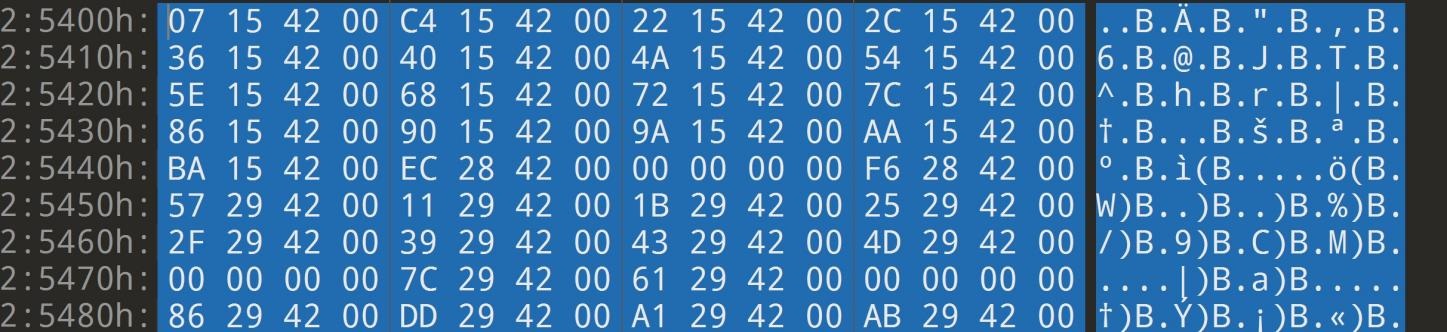 2:5400h: 07 15 42 00 C4 15 42 00 22 15 42 00 2C 15 42 00 ..B.Ä.B.".B.,.B.
2:5410h: 36 15 42 00 40 15 42 00 4A 15 42 00 54 15 42 00 6.B.@.B.J.B.T.B.
2:5420h: 5E 15 42 00 68 15 42 00 72 15 42 00 7C 15 42 00 ^.B.h.B.r.B.|.B.
2:5430h: 86 15 42 00 90 15 42 00 9A 15 42 00 AA 15 42 00 †.B...B.š.B.ª.B.
2:5440h: BA 15 42 00 EC 28 42 00 00 00 00 00 F6 28 42 00 º.B.ì(B.....ö(B.
2:5450h: 57 29 42 00 11 29 42 00 1B 29 42 00 25 29 42 00 W)B..)B..)B.%)B.
2:5460h: 2F 29 42 00 39 29 42 00 43 29 42 00 4D 29 42 00 /)B.9)B.C)B.M)B.
2:5470h: 00 00 00 00 7C 29 42 00 61 29 42 00 00 00 00 00 ....|)B.a)B.....
2:5480h: 86 29 42 00 DD 29 42 00 A1 29 42 00 AB 29 42 00 †)B.Ý)B.¡)B.«)B.